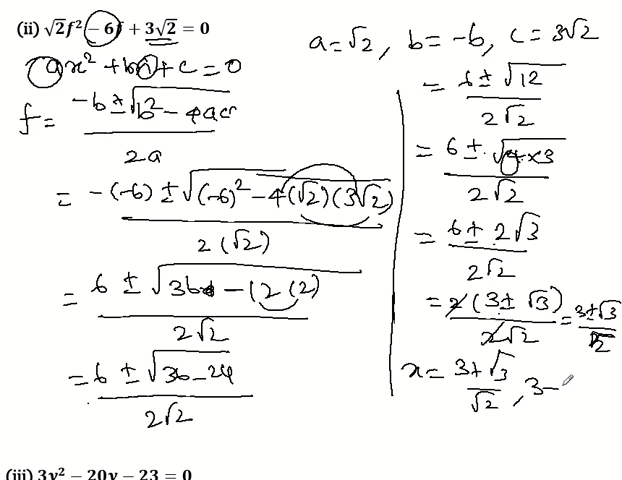 (ii) √2f² − 6f + 3√2 = 0
ax² + bx + c = 0
f = (−b ± √(b² − 4ac)) / 2a
= (−(−6) ± √((−6)² − 4(√2)(3√2))) / 2(√2)
= (6 ± √(36 − 12(2))) / 2√2
= (6 ± √(36−24)) / 2√2
a = √2, b = −6, c = 3√2
= (6 ± √12) / 2√2
= (6 ± √(4×3)) / 2√2
= (6 ± 2√3) / 2√2
= 2(3 ± √3) / 2√2 = (3 ± √3) / √2
x = (3 + √3) / √2, 3 −
(iii) 3y² − 20y − 23 = 0